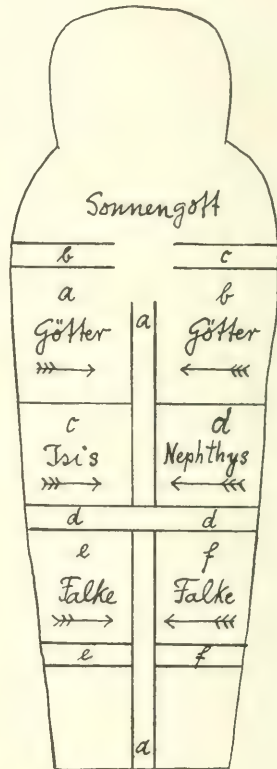 Sonnengott
b c
a b
a
Götter Götter
c d
Isis Nephthys
d d
e f
Falke Falke
e f
a